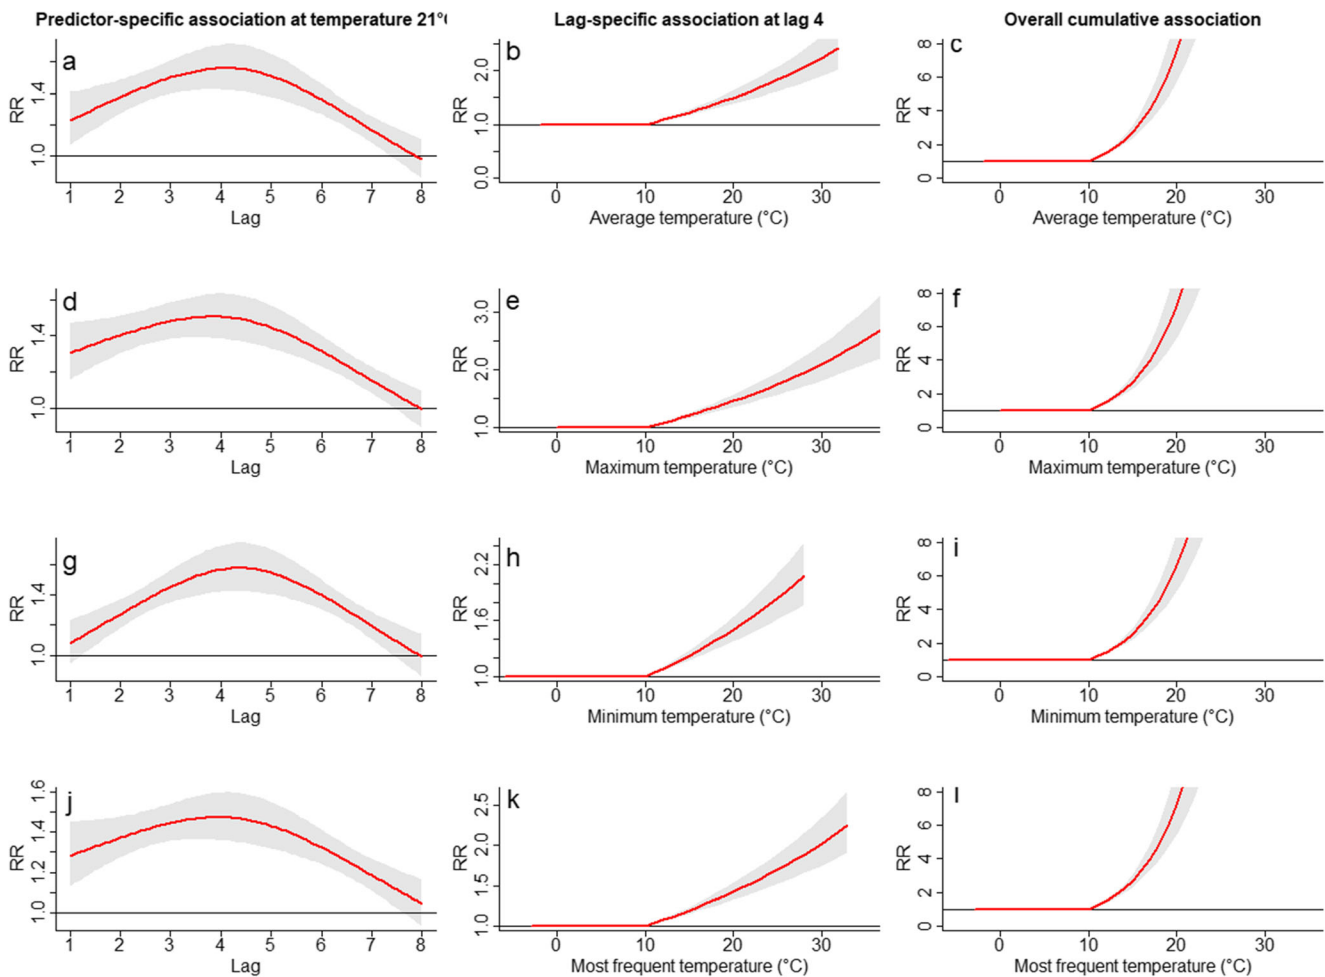 Predictor-specific association at temperature 21°(
Lag-specific association at lag 4
Overall cumulative association
a
RR
1.0 1.4
1 2 3 4 5 6 7 8
Lag
b
RR
0.0 1.0 2.0
0 10 20 30
Average temperature (°C)
c
RR
0 2 4 6 8
0 10 20 30
Average temperature (°C)
d
RR
1.0 1.4
1 2 3 4 5 6 7 8
Lag
e
RR
1.0 2.0 3.0
0 10 20 30
Maximum temperature (°C)
f
RR
0 2 4 6 8
0 10 20 30
Maximum temperature (°C)
g
RR
1.0 1.4
1 2 3 4 5 6 7 8
Lag
h
RR
1.0 1.6 2.2
0 10 20 30
Minimum temperature (°C)
i
RR
0 2 4 6 8
0 10 20 30
Minimum temperature (°C)
j
RR
1.0 1.2 1.4 1.6
1 2 3 4 5 6 7 8
Lag
k
RR
1.0 1.5 2.0 2.5
0 10 20 30
Most frequent temperature (°C)
l
RR
0 2 4 6 8
0 10 20 30
Most frequent temperature (°C)